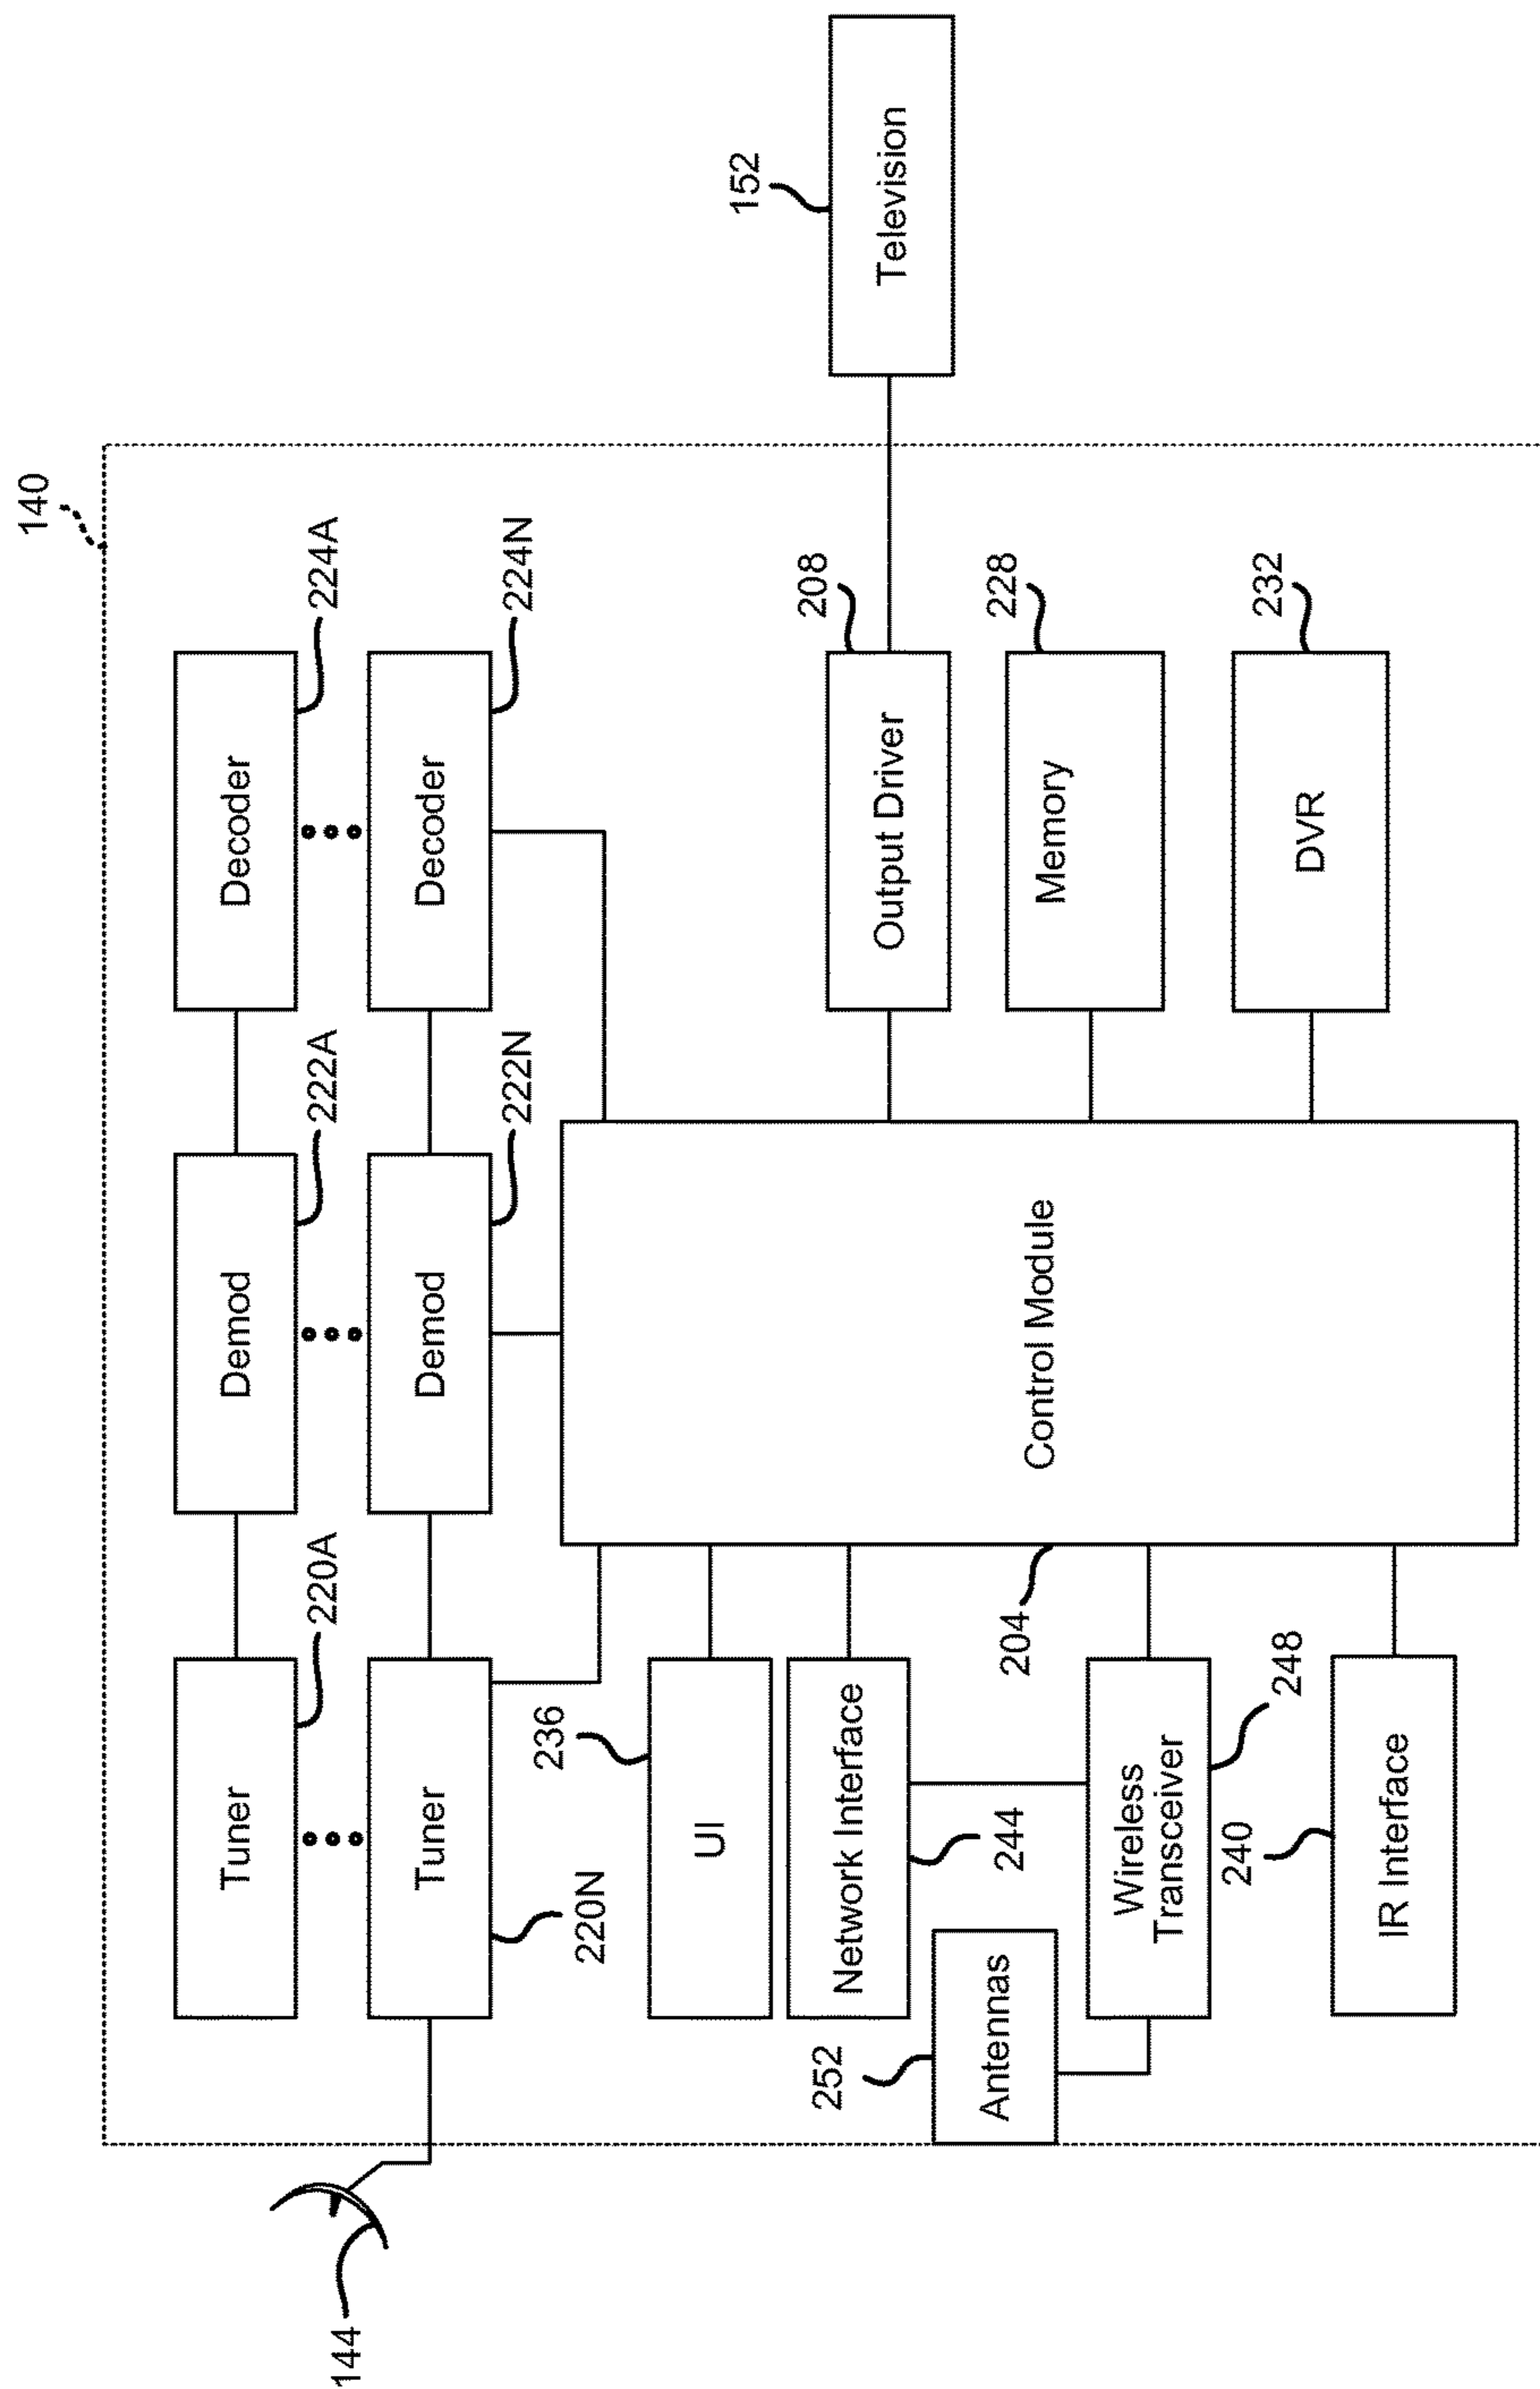 140
Tuner
220A
Demod
222A
Decoder
224A
144
Tuner
220N
Demod
222N
Decoder
224N
236
UI
Network Interface
244
252
Antennas
Wireless
Transceiver
248
240
IR Interface
204
Control Module
208
Output Driver
228
Memory
232
DVR
152
Television